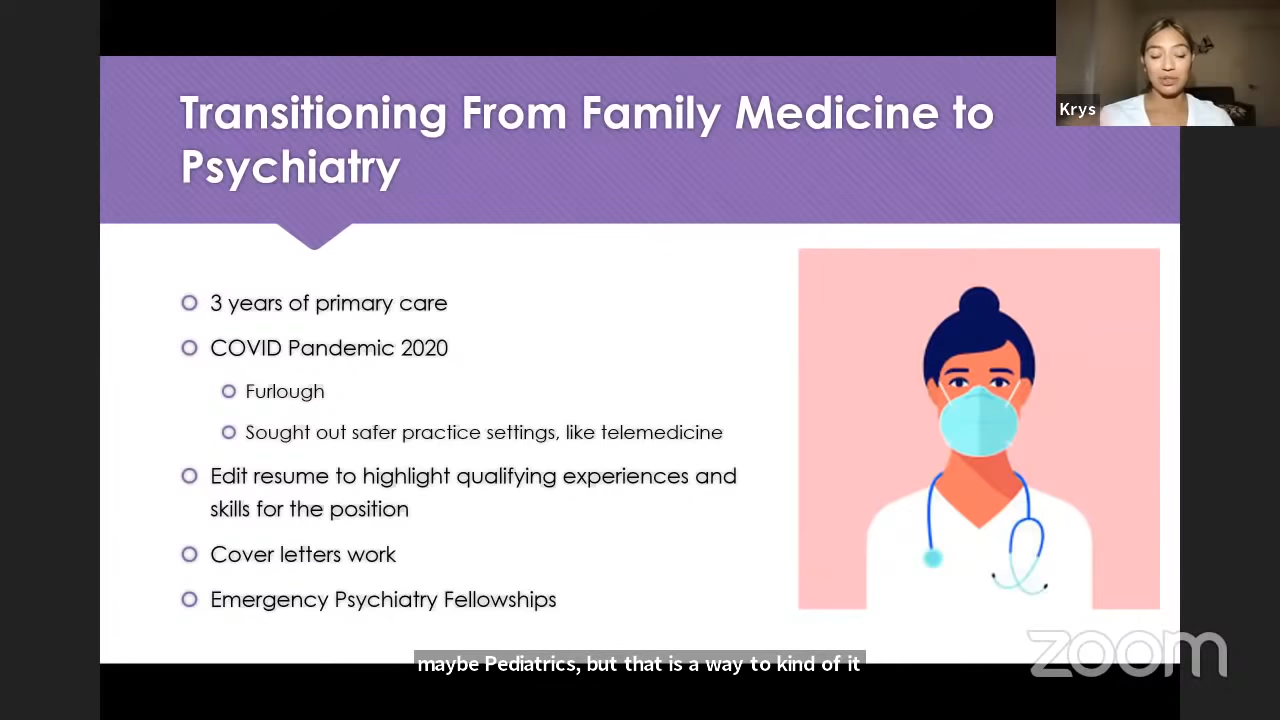 Transitioning From Family Medicine to
Psychiatry
Krys
3 years of primary care
COVID Pandemic 2020
Furlough
Sought out safer practice settings, like telemedicine
Edit resume to highlight qualifying experiences and
skills for the position
Cover letters work
Emergency Psychiatry Fellowships
maybe Pediatrics, but that is a way to kind of it
zoom